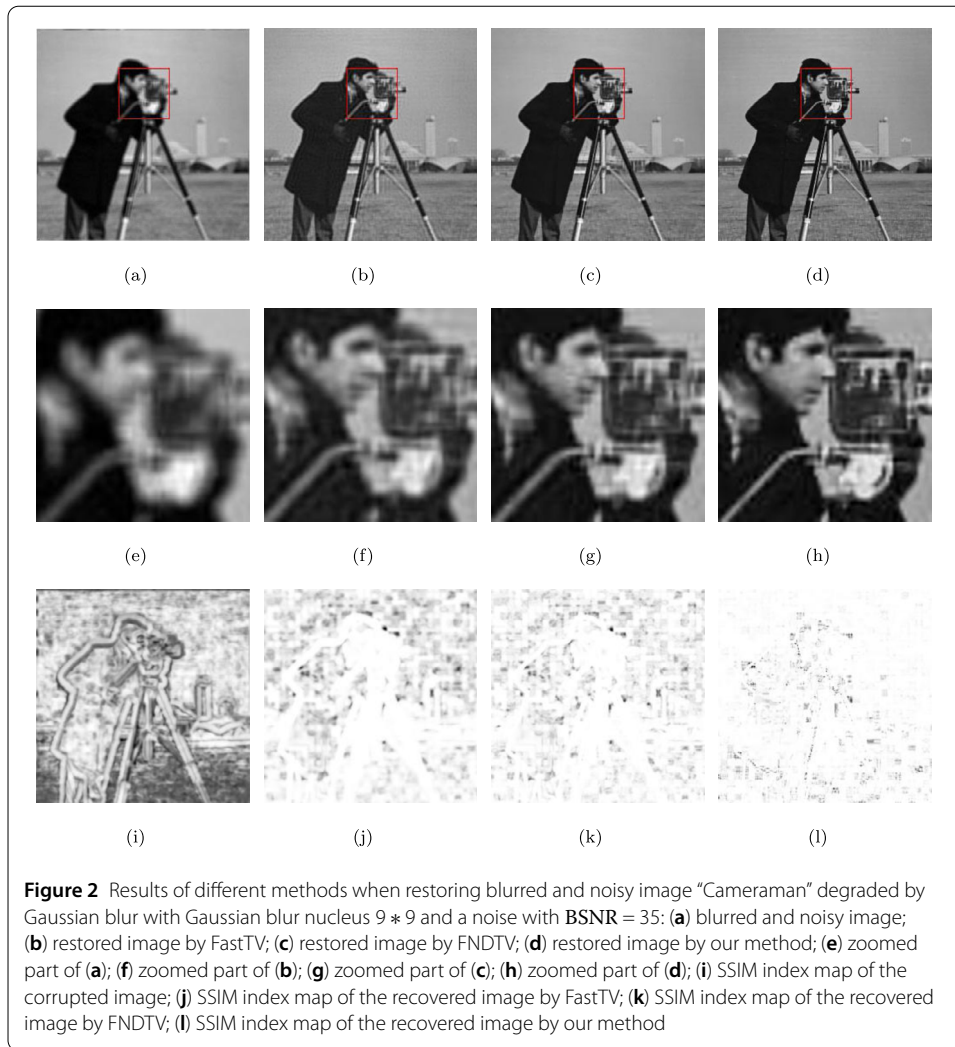 (a) (b) (c) (d)
(e) (f) (g) (h)
(i) (j) (k) (l)
Figure 2 Results of different methods when restoring blurred and noisy image “Cameraman” degraded by
Gaussian blur with Gaussian blur nucleus 9 ∗ 9 and a noise with BSNR = 35: (a) blurred and noisy image;
(b) restored image by FastTV; (c) restored image by FNDTV; (d) restored image by our method; (e) zoomed
part of (a); (f) zoomed part of (b); (g) zoomed part of (c); (h) zoomed part of (d); (i) SSIM index map of the
corrupted image; (j) SSIM index map of the recovered image by FastTV; (k) SSIM index map of the recovered
image by FNDTV; (l) SSIM index map of the recovered image by our method